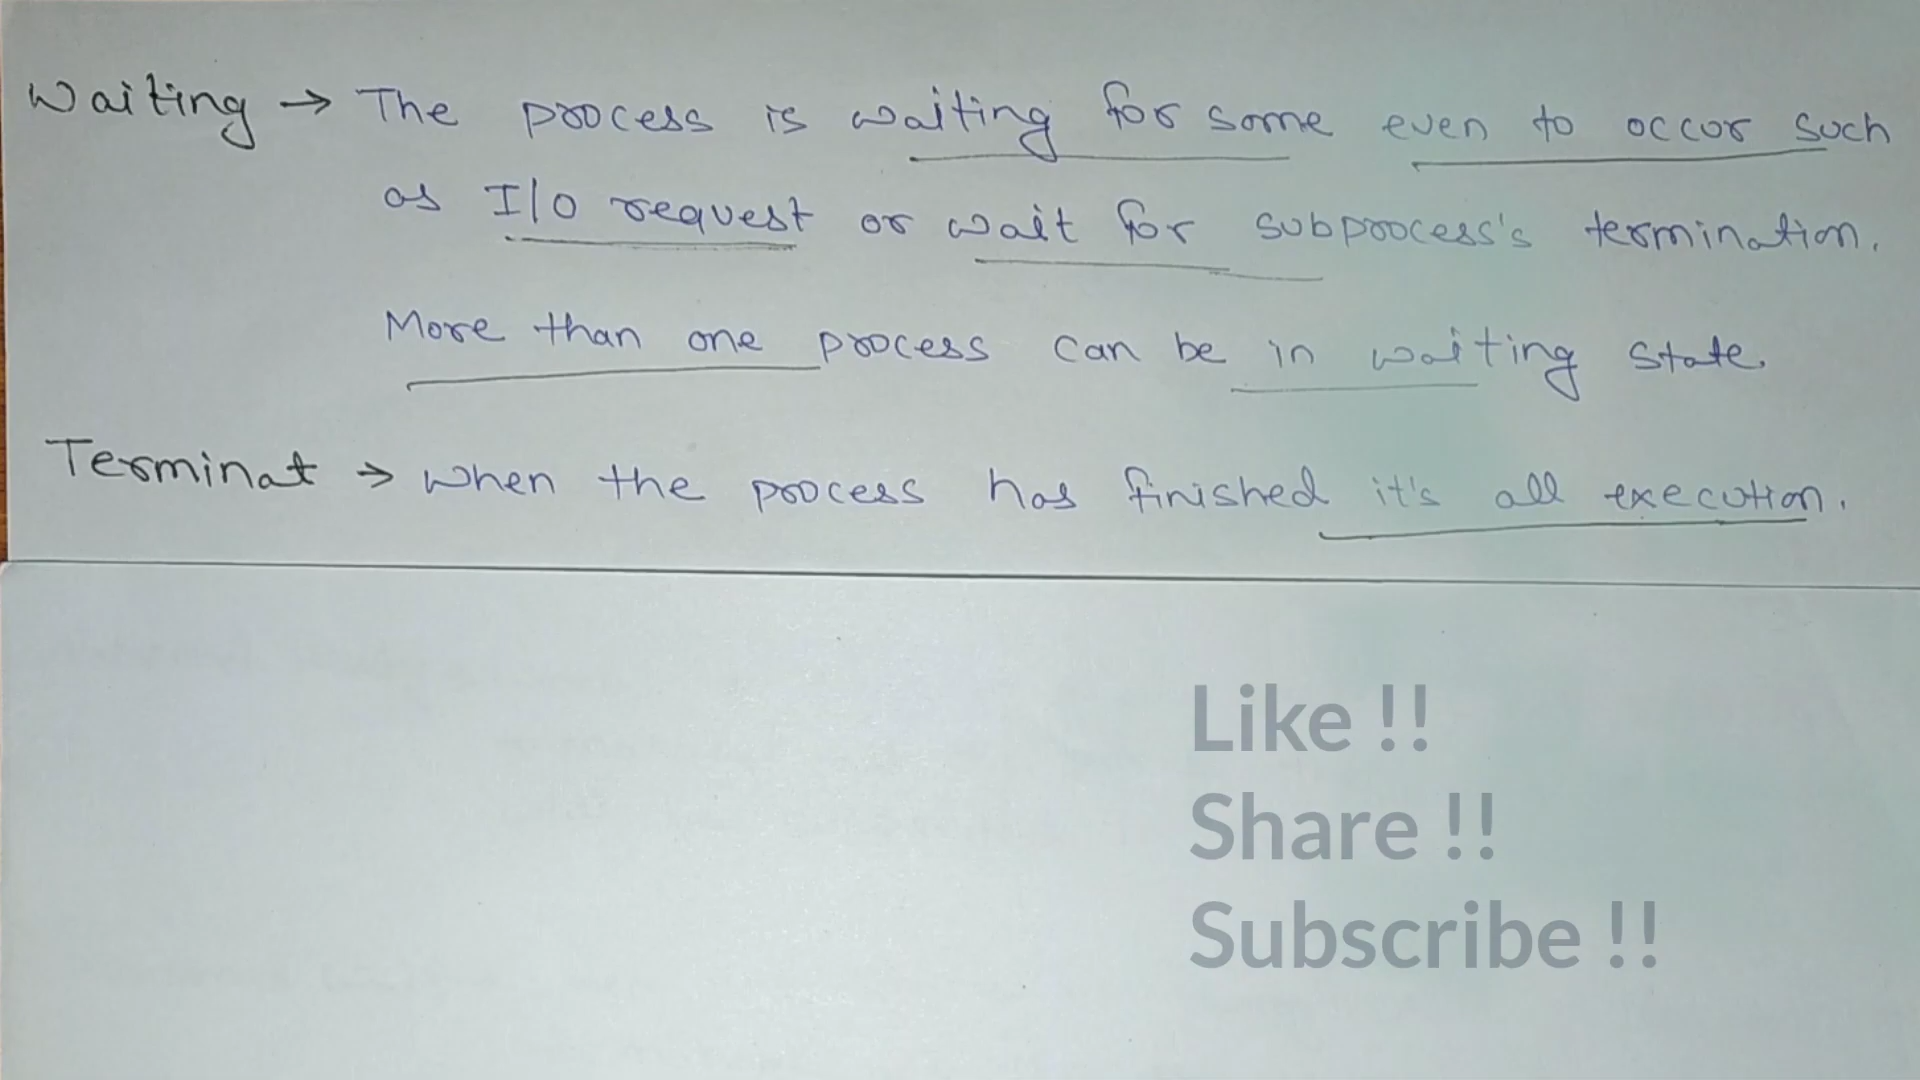 Waiting → The process is waiting for some even to occur such
as I/O request or wait for subprocess's termination.
More than one process can be in waiting state.
Terminat → When the process has finished it's all execution.
Like !!
Share !!
Subscribe !!